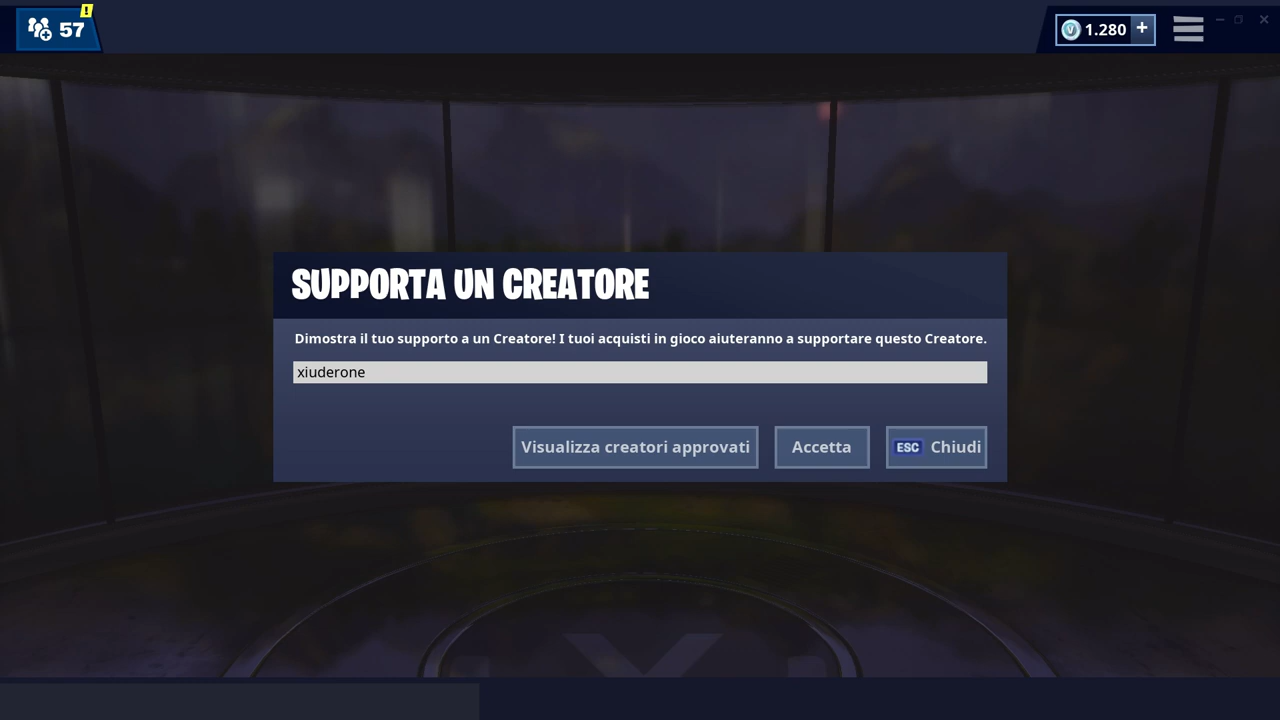 !
57
1.280 +
SUPPORTA UN CREATORE
Dimostra il tuo supporto a un Creatore! I tuoi acquisti in gioco aiuteranno a supportare questo Creatore.
xiuderone
Visualizza creatori approvati
Accetta
ESC Chiudi